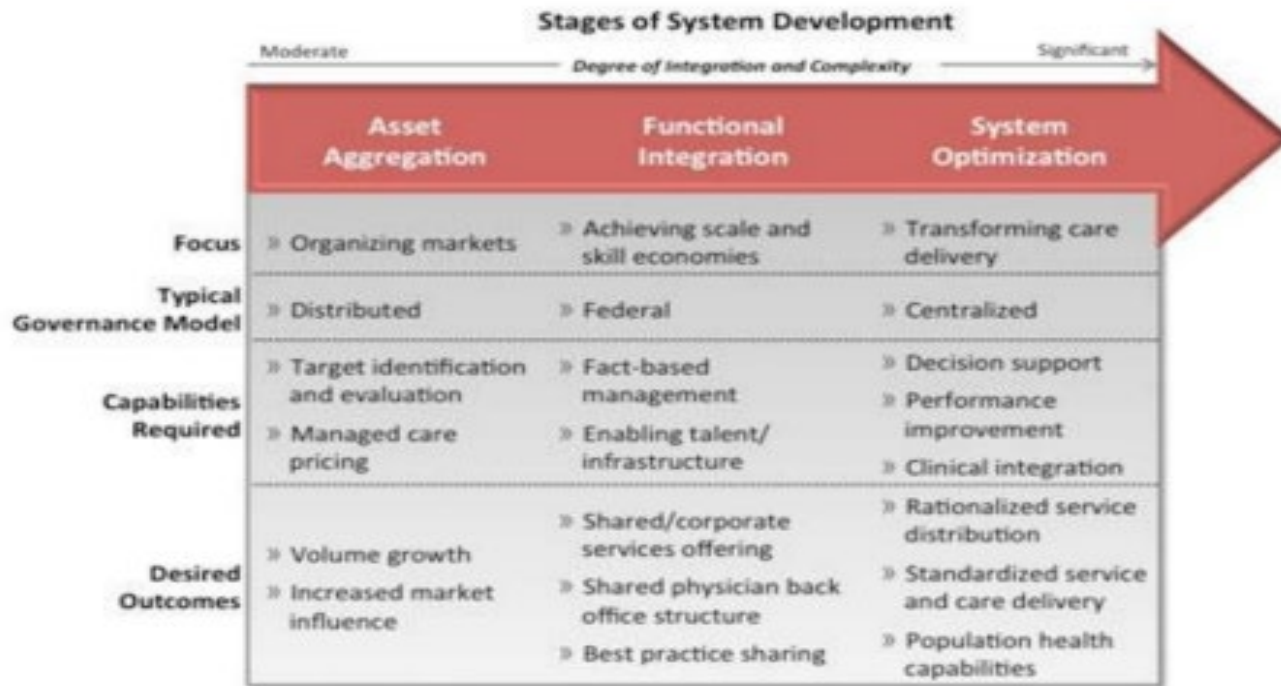 Stages of System Development
Moderate
Degree of Integration and Complexity
Significant
Asset
Aggregation
Functional
Integration
System
Optimization
Focus
» Organizing markets
» Achieving scale and
skill economies
» Transforming care
delivery
Typical
Governance Model
» Distributed
» Federal
» Centralized
Capabilities
Required
» Target identification
and evaluation
» Managed care
pricing
» Fact-based
management
» Enabling talent/
infrastructure
» Decision support
» Performance
improvement
» Clinical integration
Desired
Outcomes
» Volume growth
» Increased market
influence
» Shared/corporate
services offering
» Shared physician back
office structure
» Best practice sharing
» Rationalized service
distribution
» Standardized service
and care delivery
» Population health
capabilities